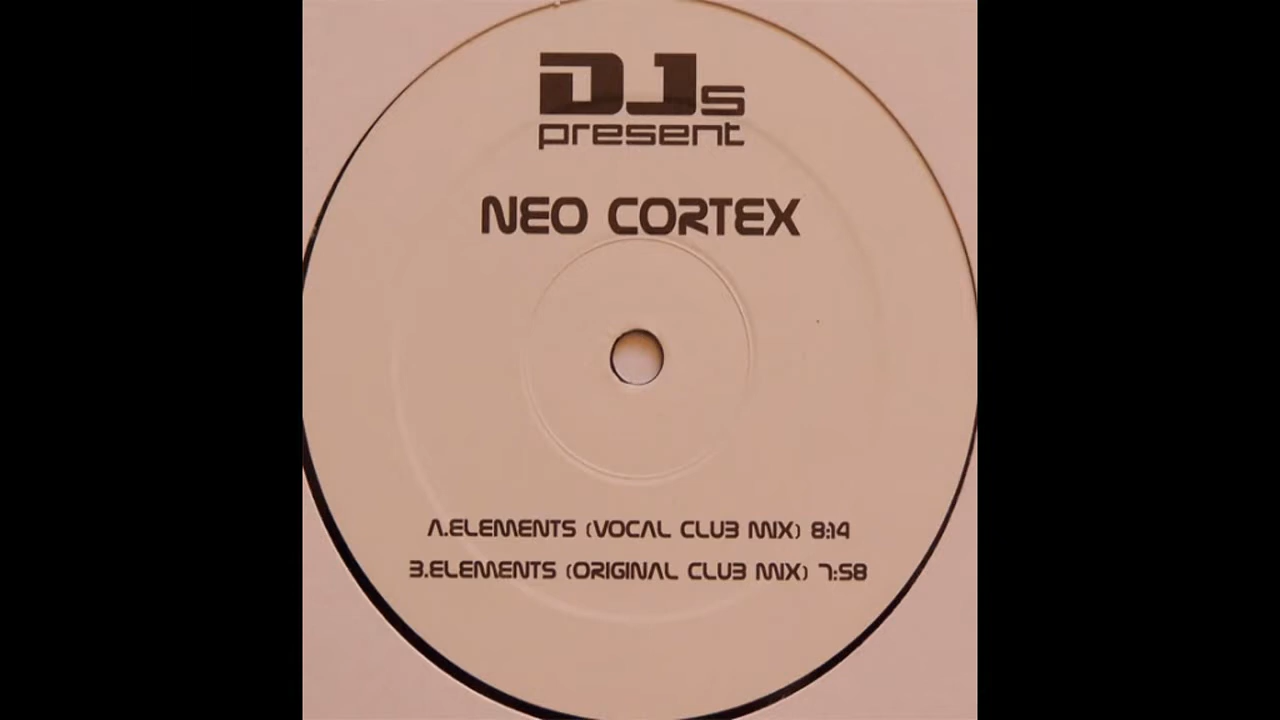 DJs
present
NEO CORTEX
A.ELEMENTS (VOCAL CLUB MIX) 8:14
B.ELEMENTS (ORIGINAL CLUB MIX) 7:58